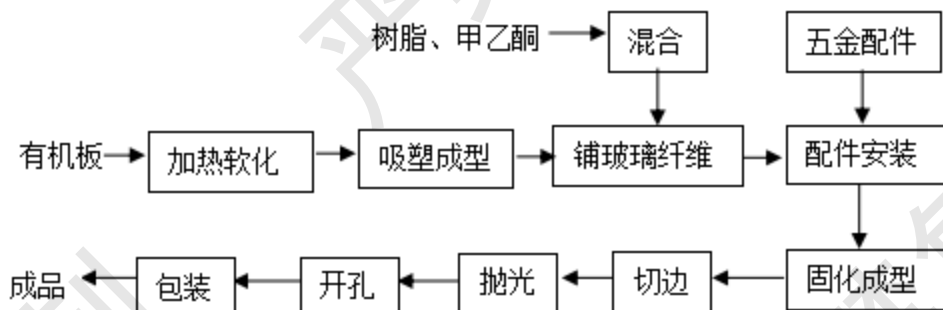 树脂、甲乙酮 混合 五金配件
有机板 加热软化 吸塑成型 铺玻璃纤维 配件安装
成品 包装 开孔 抛光 切边 固化成型